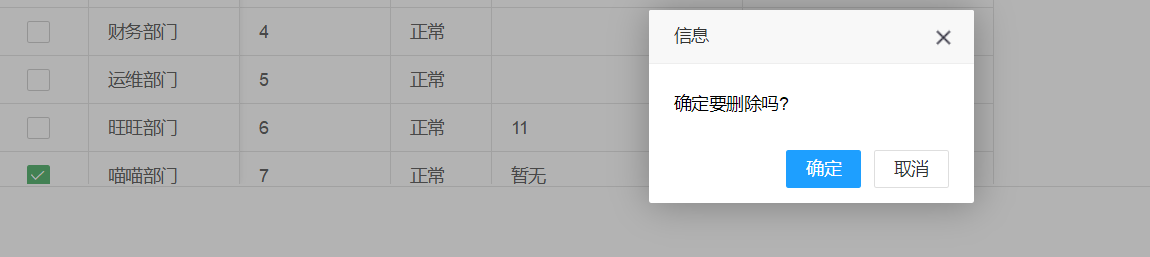 财务部门 4 正常
运维部门 5 正常
旺旺部门 6 正常 11
喵喵部门 7 正常 暂无
信息
确定要删除吗?
确定 取消